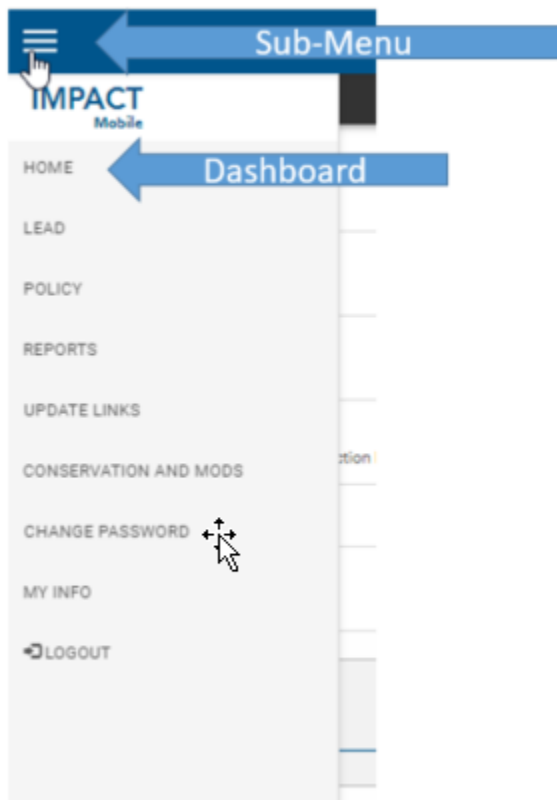 Sub-Menu
IMPACT
Mobile
HOME
Dashboard
LEAD
POLICY
REPORTS
UPDATE LINKS
ction
CONSERVATION AND MODS
CHANGE PASSWORD
MY INFO
LOGOUT